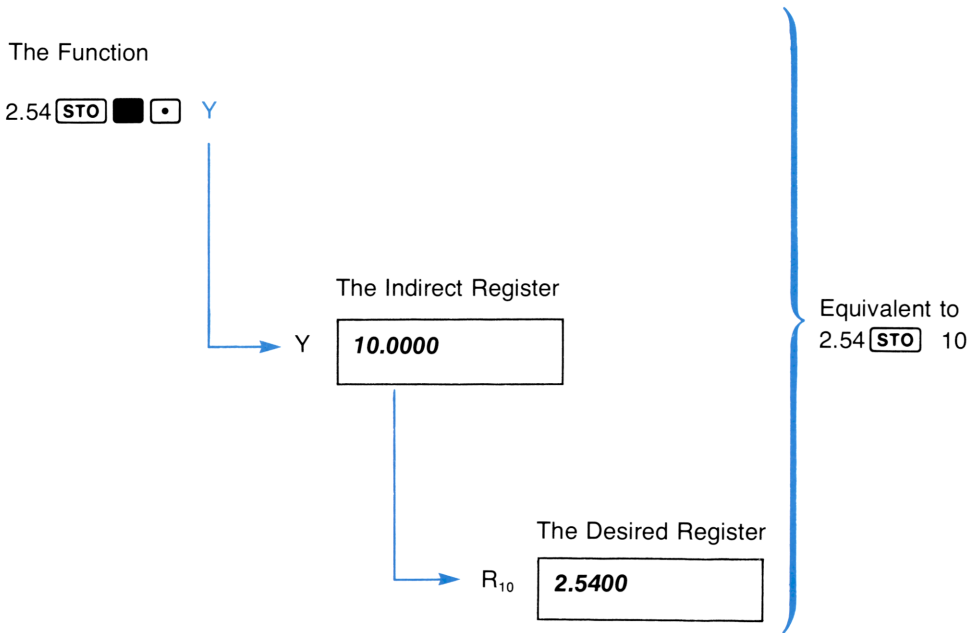 The Function
2.54 STO • Y
The Indirect Register
Y 10.0000
The Desired Register
R₁₀ 2.5400
Equivalent to
2.54 STO 10